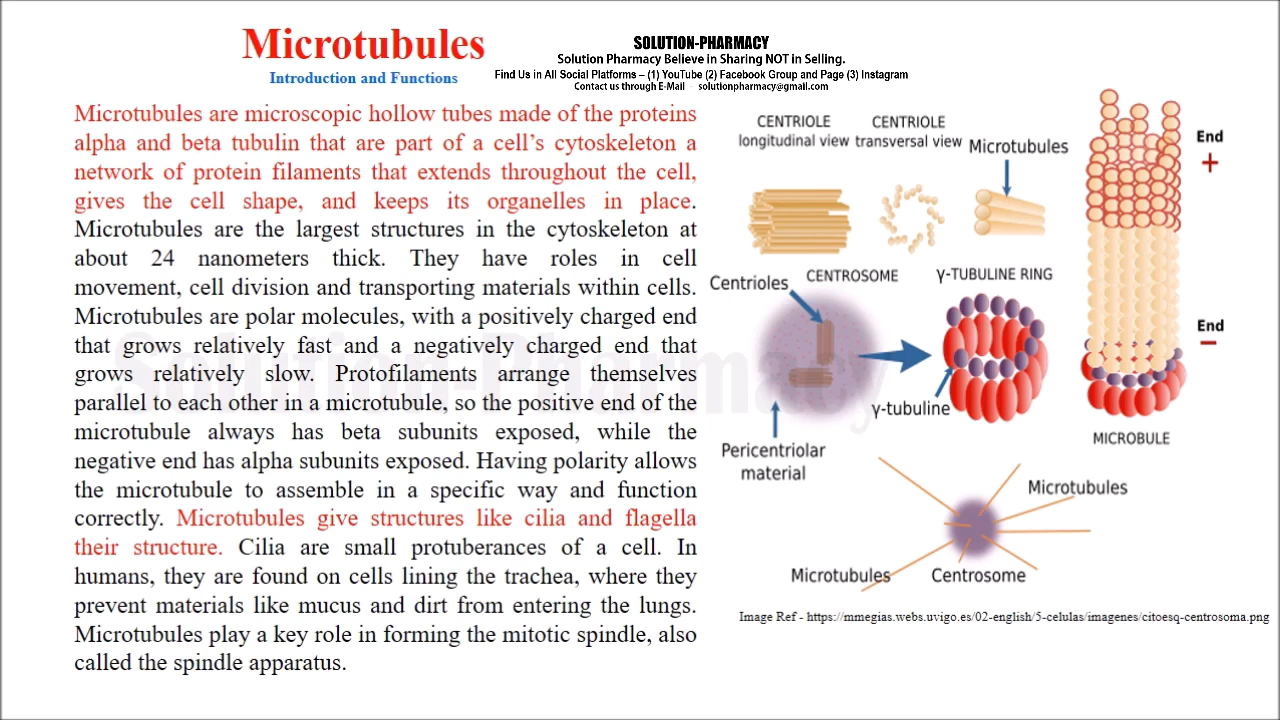 Microtubules
Introduction and Functions
SOLUTION-PHARMACY
Solution Pharmacy Believe in Sharing NOT in Selling.
Find Us in All Social Platforms – (1) YouTube (2) Facebook Group and Page (3) Instagram
Contact us through E-Mail solutionpharmacy@gmail.com
Microtubules are microscopic hollow tubes made of the proteins
alpha and beta tubulin that are part of a cell's cytoskeleton a
network of protein filaments that extends throughout the cell,
gives the cell shape, and keeps its organelles in place.
Microtubules are the largest structures in the cytoskeleton at
about 24 nanometers thick. They have roles in cell
movement, cell division and transporting materials within cells.
Microtubules are polar molecules, with a positively charged end
that grows relatively fast and a negatively charged end that
grows relatively slow. Protofilaments arrange themselves
parallel to each other in a microtubule, so the positive end of the
microtubule always has beta subunits exposed, while the
negative end has alpha subunits exposed. Having polarity allows
the microtubule to assemble in a specific way and function
correctly. Microtubules give structures like cilia and flagella
their structure. Cilia are small protuberances of a cell. In
humans, they are found on cells lining the trachea, where they
prevent materials like mucus and dirt from entering the lungs.
Microtubules play a key role in forming the mitotic spindle, also
called the spindle apparatus.
CENTRIOLE
longitudinal view
CENTRIOLE
transversal view
Microtubules
End
+
Centrioles
CENTROSOME
γ-TUBULINE RING
End
−
γ-tubuline
Pericentriolar
material
MICROBULE
Microtubules
Microtubules
Centrosome
Image Ref - https://mmegias.webs.uvigo.es/02-english/5-celulas/imagenes/citoesq-centrosoma.png
Solution-Pharmacy